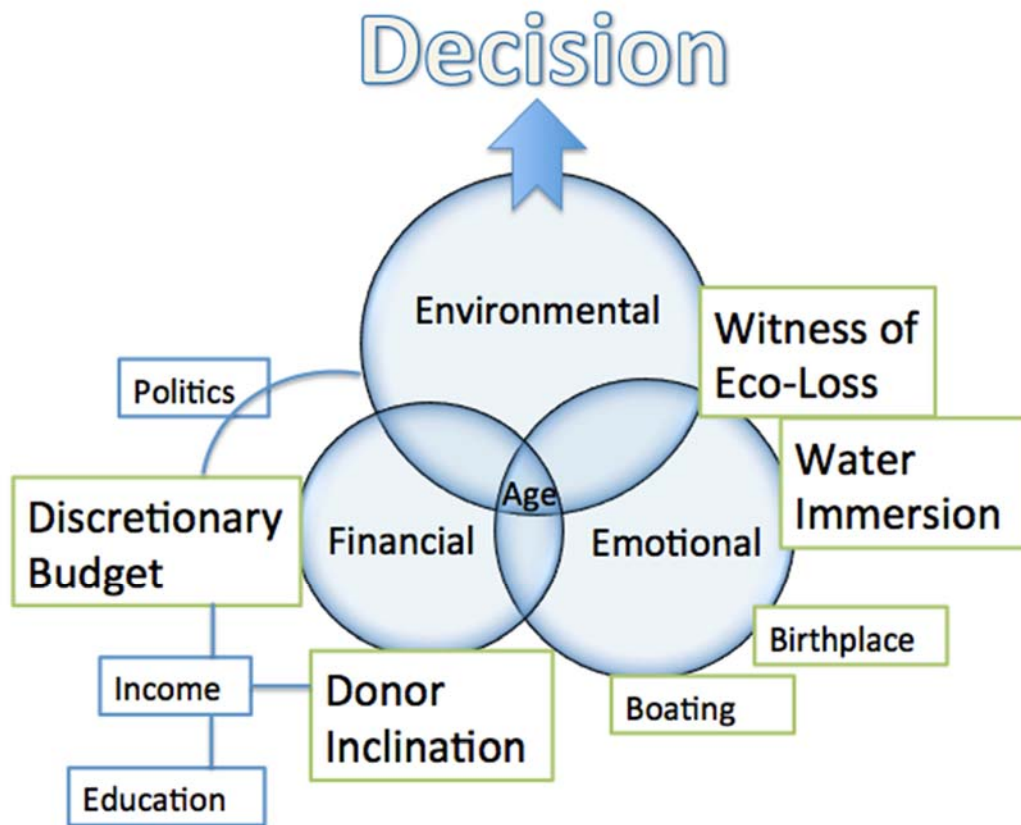 Decision
Environmental
Witness of
Eco-Loss
Politics
Water
Immersion
Age
Discretionary
Budget
Financial
Emotional
Birthplace
Income
Donor
Inclination
Boating
Education